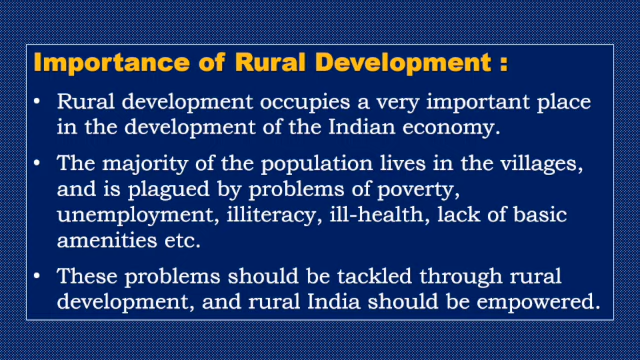 Importance of Rural Development :
• Rural development occupies a very important place
in the development of the Indian economy.
• The majority of the population lives in the villages,
and is plagued by problems of poverty,
unemployment, illiteracy, ill-health, lack of basic
amenities etc.
• These problems should be tackled through rural
development, and rural India should be empowered.